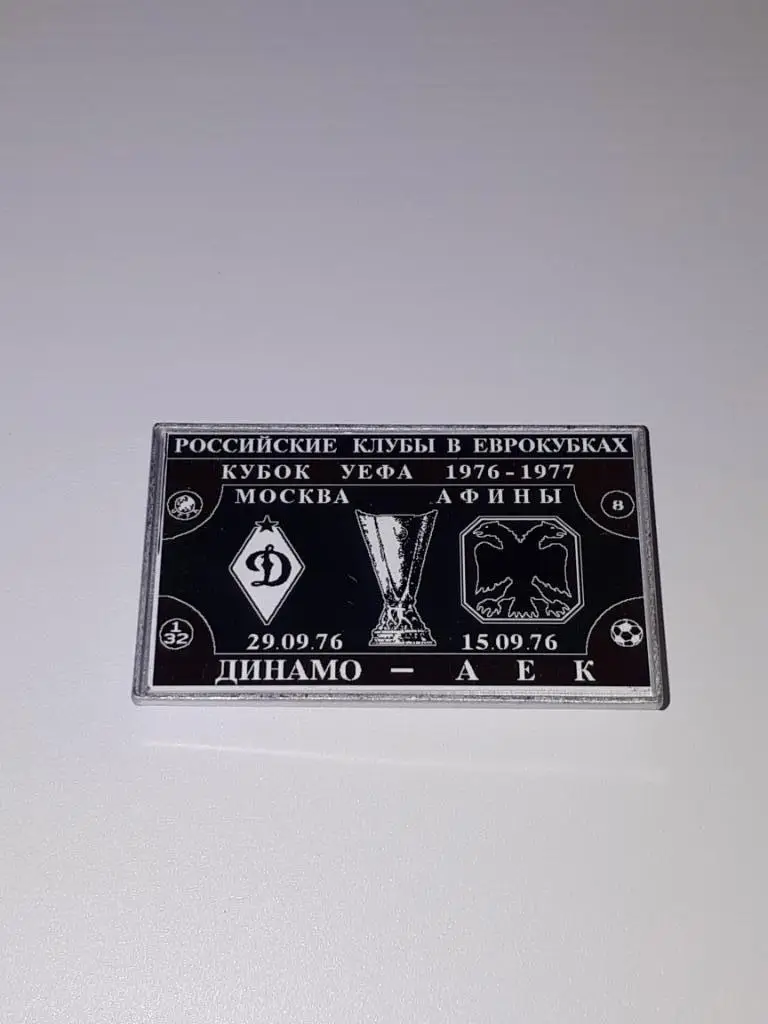 РОССИЙСКИЕ КЛУБЫ В ЕВРОКУБКАХ
КУБОК УЕФА 1976-1977
МОСКВА АФИНЫ
8
Д
1
32
29.09.76 15.09.76
ДИНАМО - АЕК